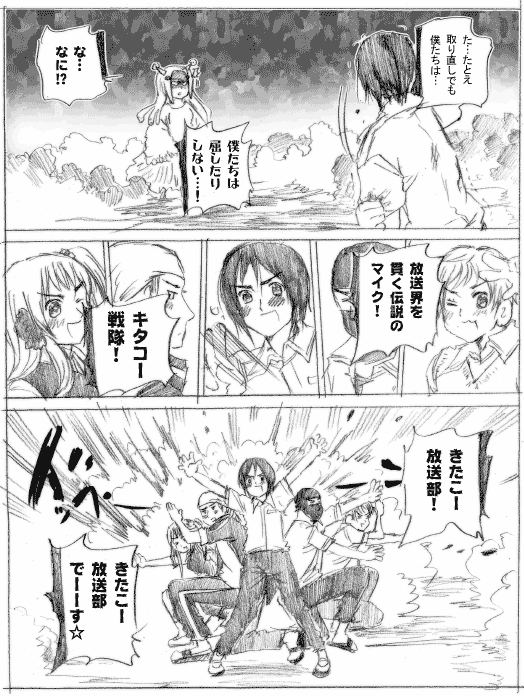 た…たとえ
取り直しでも
僕たちは…
な…
なに!?
僕たちは
屈したり
しない…!
放送界を
貫く伝説の
マイク!
キタコー
戦隊!
きたこー
放送部!
ドッベーン
きたこー
放送部
でーーす☆